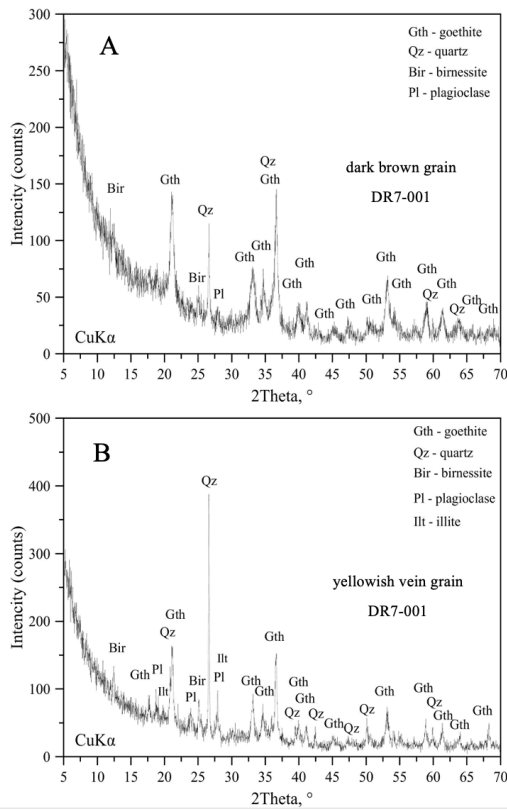 300
250
200
150
100
50
0
Intencity (counts)
A
Gth - goethite
Qz - quartz
Bir - birnessite
Pl - plagioclase
dark brown grain
DR7-001
Bir
Gth
Qz
Bir
Pl
Gth
Gth
Qz
Gth
Gth
Gth
Gth
Gth
Gth
Gth
Gth
Gth
Qz
Gth
Qz
Gth
Gth
CuKα
5 10 15 20 25 30 35 40 45 50 55 60 65 70
2Theta, °
500
400
300
200
100
0
Intencity (counts)
B
Gth - goethite
Qz - quartz
Bir - birnessite
Pl - plagioclase
Ilt - illite
yellowish vein grain
DR7-001
Bir
Gth
Pl
Ilt
Gth
Qz
Pl
Bir
Qz
Ilt
Pl
Gth
Gth
Gth
Qz
Gth
Gth
Qz
Gth
Qz
Qz
Gth
Gth
Qz
Gth
Gth
Gth
CuKα
5 10 15 20 25 30 35 40 45 50 55 60 65 70
2Theta, °